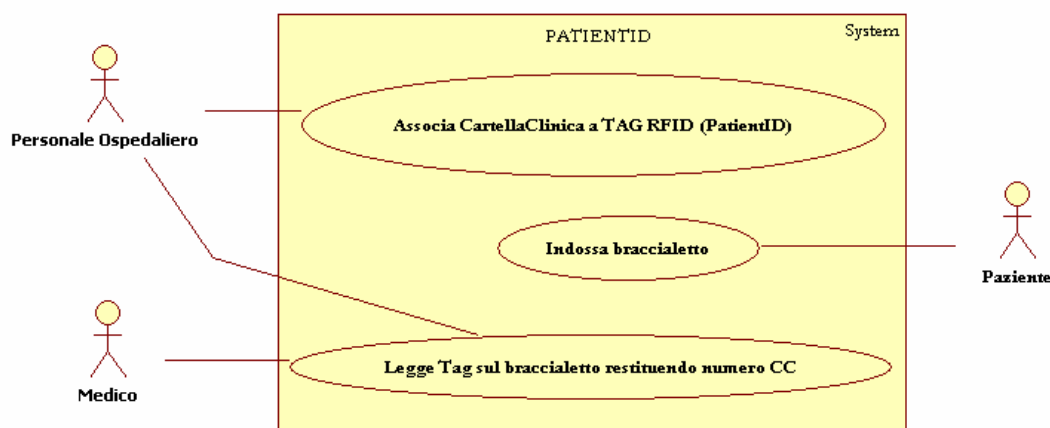 System
PATIENTID
Associa CartellaClinica a TAG RFID (PatientID)
Personale Ospedaliero
Indossa braccialetto
Paziente
Legge Tag sul braccialetto restituendo numero CC
Medico